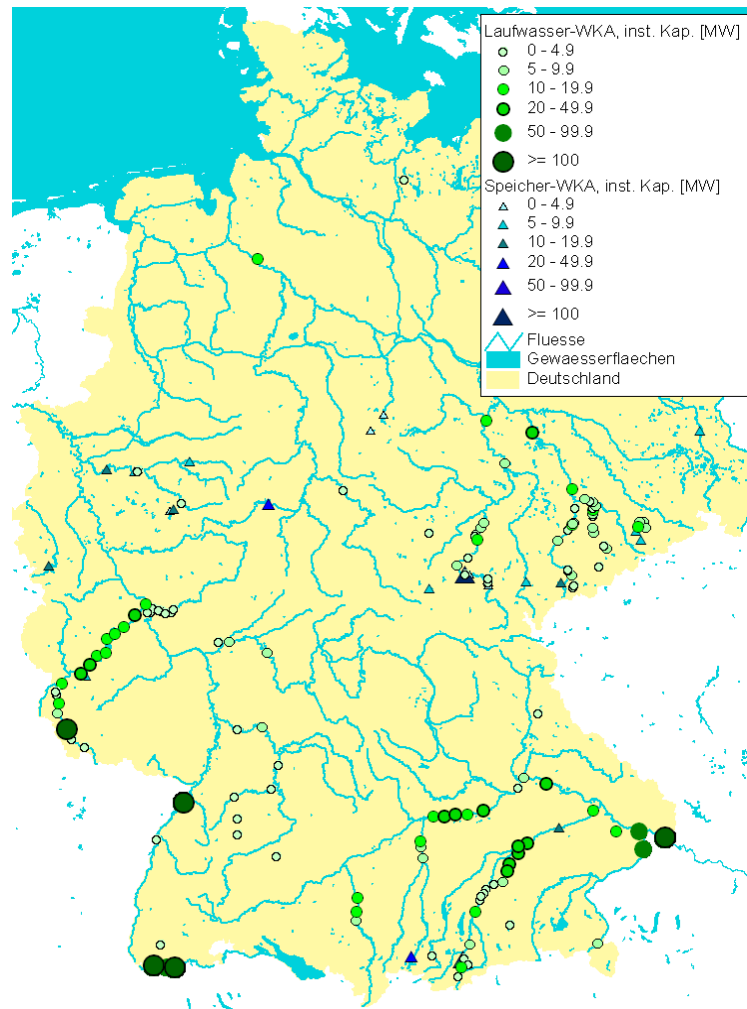 Laufwasser-WKA, inst. Kap. [MW]
0 - 4.9
5 - 9.9
10 - 19.9
20 - 49.9
50 - 99.9
>= 100
Speicher-WKA, inst. Kap. [MW]
0 - 4.9
5 - 9.9
10 - 19.9
20 - 49.9
50 - 99.9
>= 100
Fluesse
Gewaesserflaechen
Deutschland